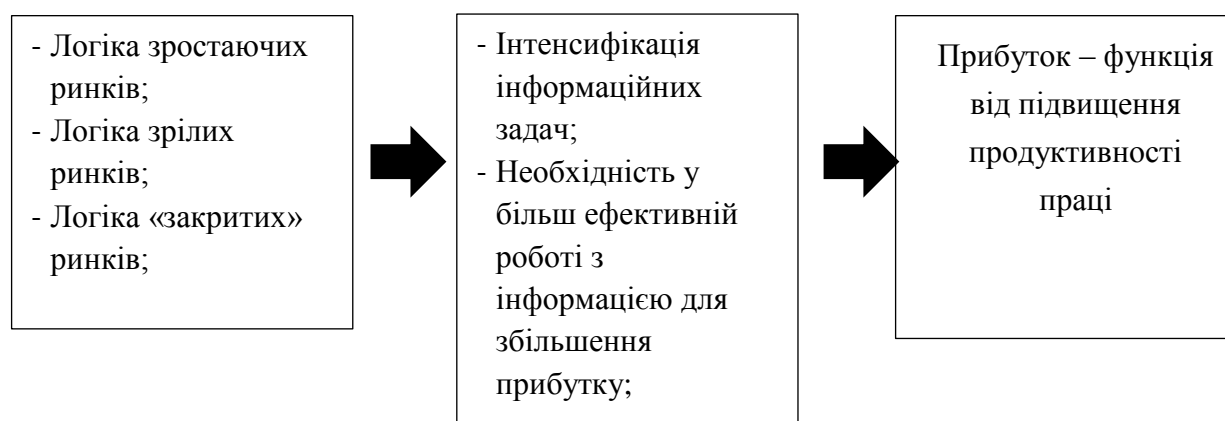 - Логіка зростаючих
ринків;
- Логіка зрілих
ринків;
- Логіка «закритих»
ринків;
- Інтенсифікація
інформаційних
задач;
- Необхідність у
більш ефективній
роботі з
інформацією для
збільшення
прибутку;
Прибуток – функція
від підвищення
продуктивності
праці